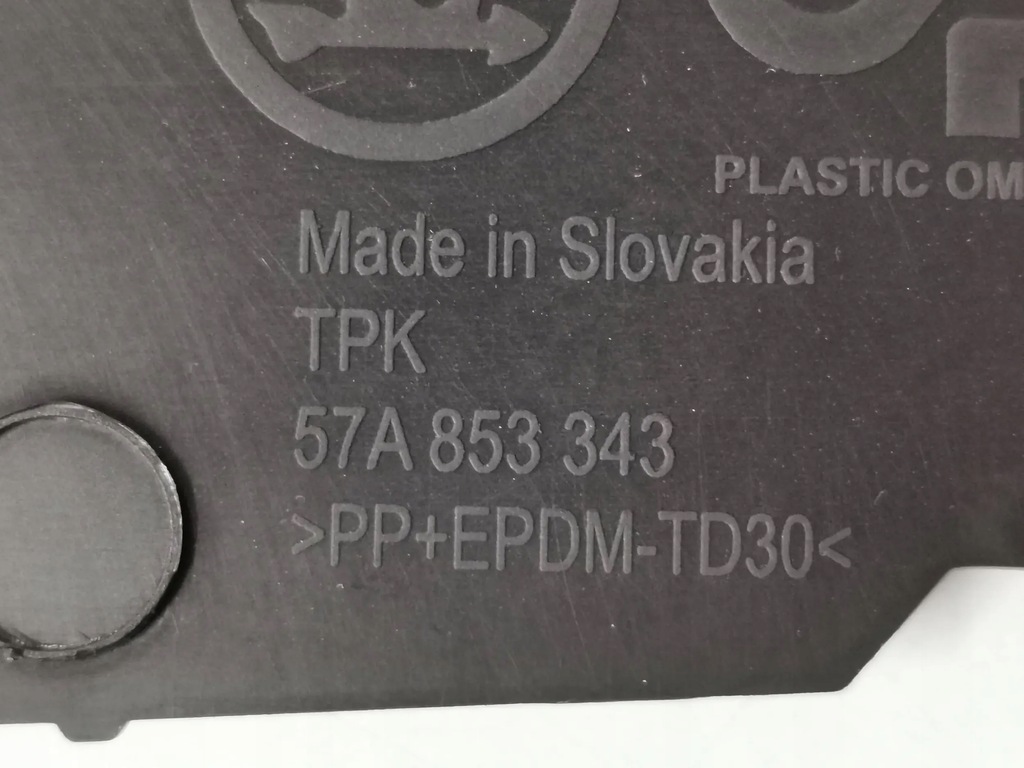 PLASTIC OM
Made in Slovakia
TPK
57A 853 343
>PP+EPDM-TD30<